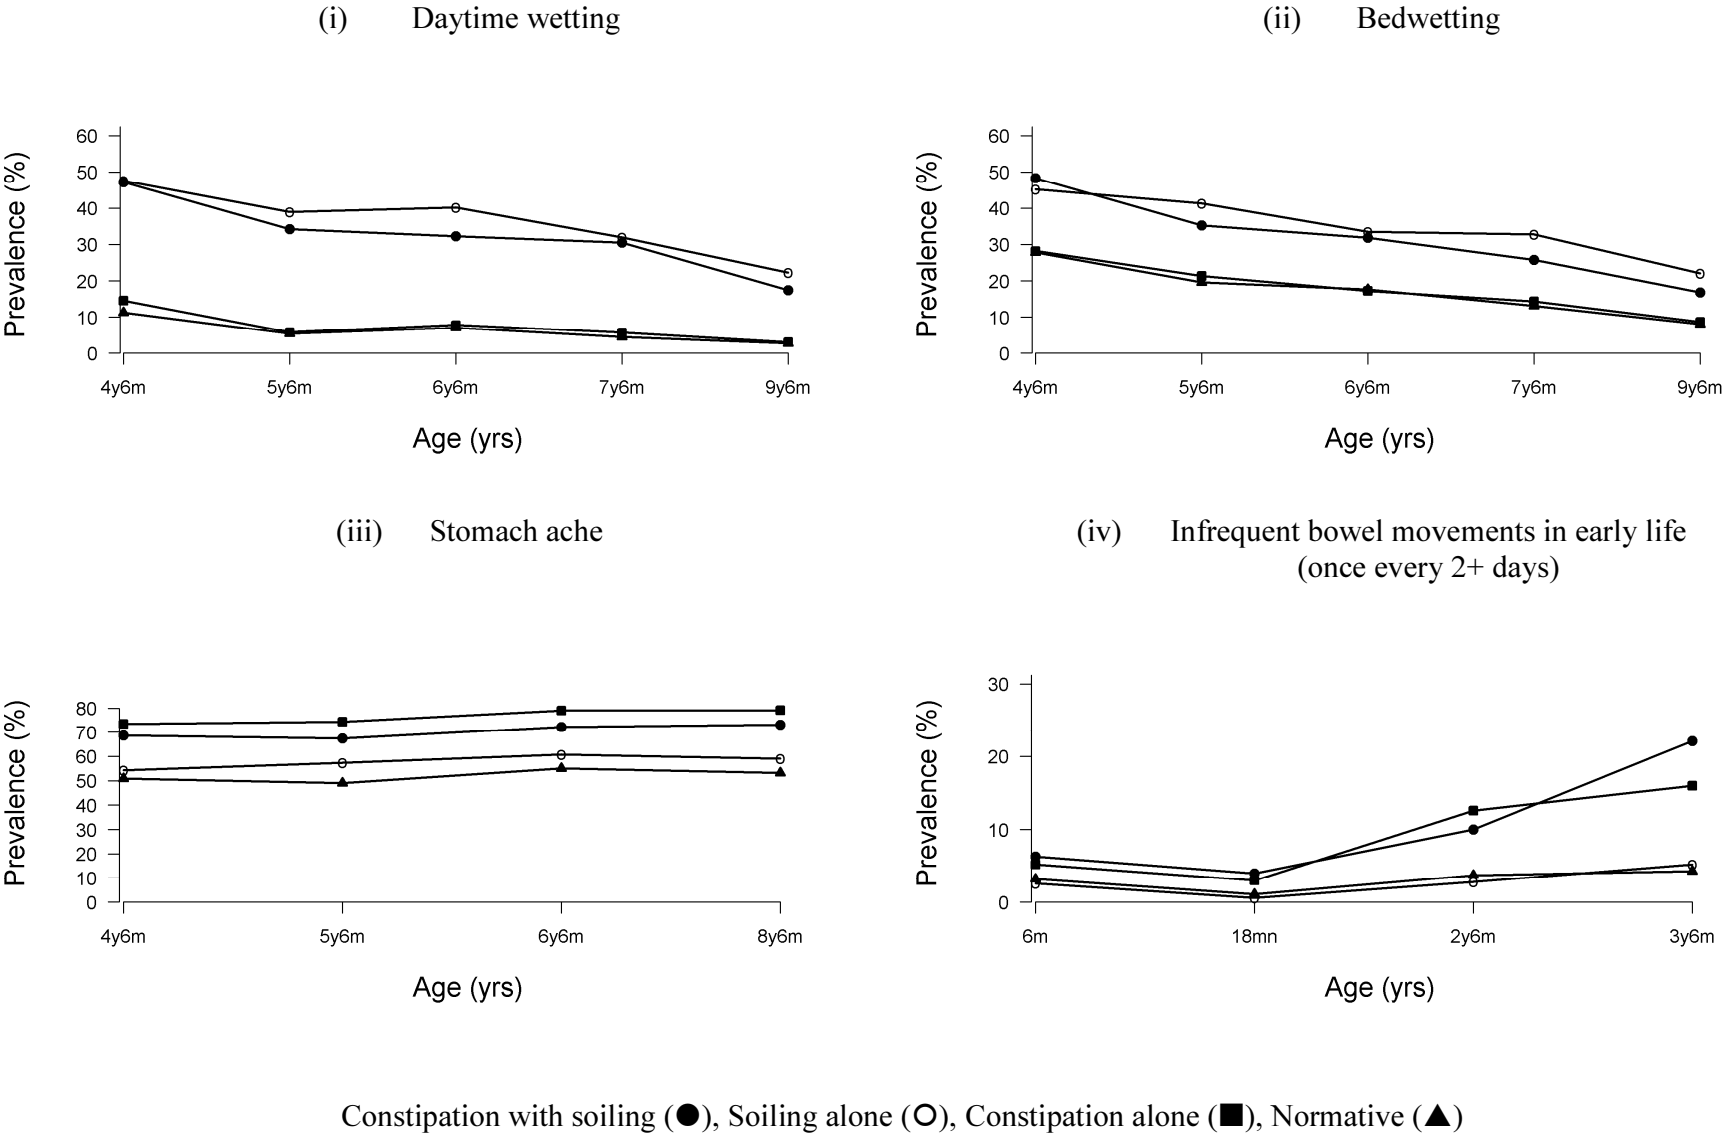 (i) Daytime wetting
Prevalence (%)
60
50
40
30
20
10
0
4y6m 5y6m 6y6m 7y6m 9y6m
Age (yrs)
(ii) Bedwetting
Prevalence (%)
60
50
40
30
20
10
0
4y6m 5y6m 6y6m 7y6m 9y6m
Age (yrs)
(iii) Stomach ache
Prevalence (%)
80
70
60
50
40
30
20
10
0
4y6m 5y6m 6y6m 8y6m
Age (yrs)
(iv) Infrequent bowel movements in early life
(once every 2+ days)
Prevalence (%)
30
20
10
0
6m 18mn 2y6m 3y6m
Age (yrs)
Constipation with soiling (●), Soiling alone (○), Constipation alone (■), Normative (▲)